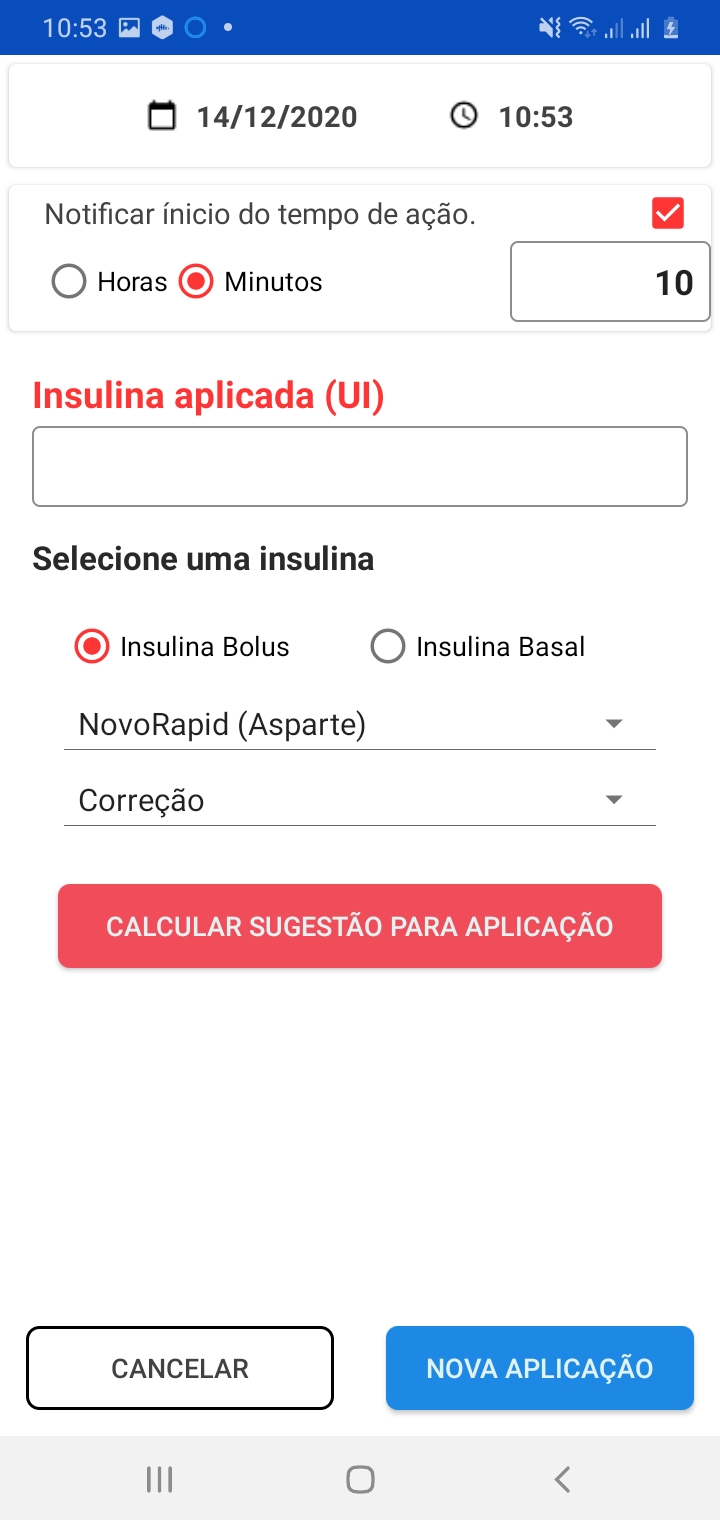 10:53
14/12/2020 10:53
Notificar ínicio do tempo de ação.
Horas Minutos 10
Insulina aplicada (UI)
Selecione uma insulina
Insulina Bolus Insulina Basal
NovoRapid (Asparte)
Correção
CALCULAR SUGESTÃO PARA APLICAÇÃO
CANCELAR NOVA APLICAÇÃO